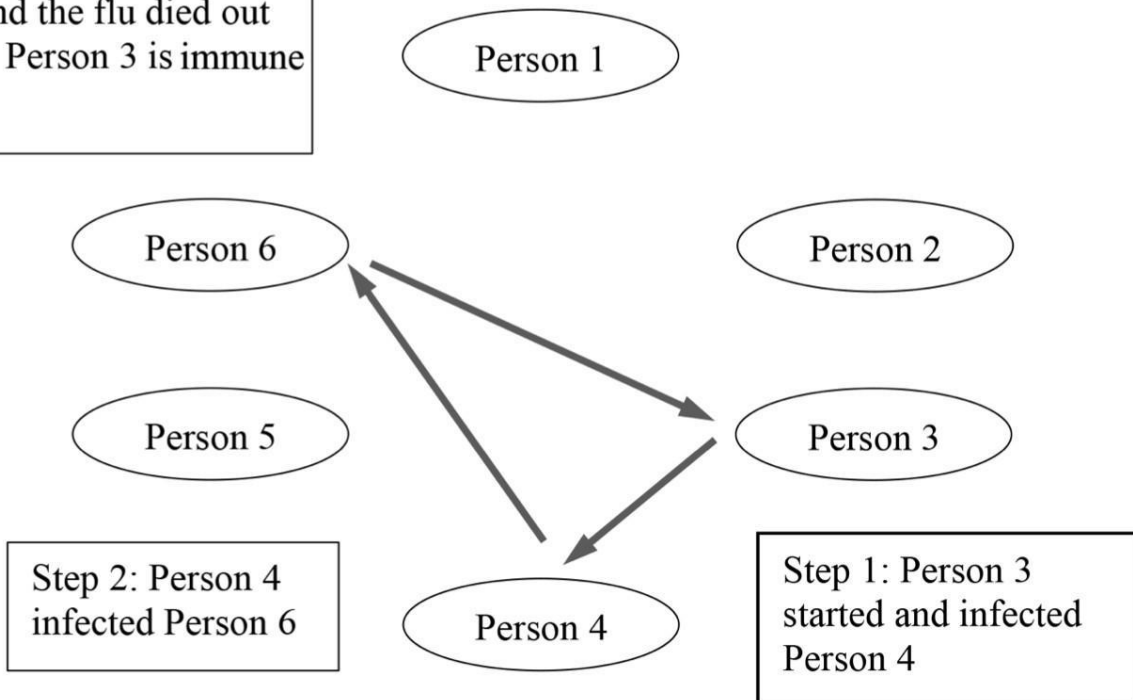 the flu died out
Person 3 is immune
Person 1
Person 6
Person 2
Person 5
Person 3
Step 2: Person 4
infected Person 6
Person 4
Step 1: Person 3
started and infected
Person 4